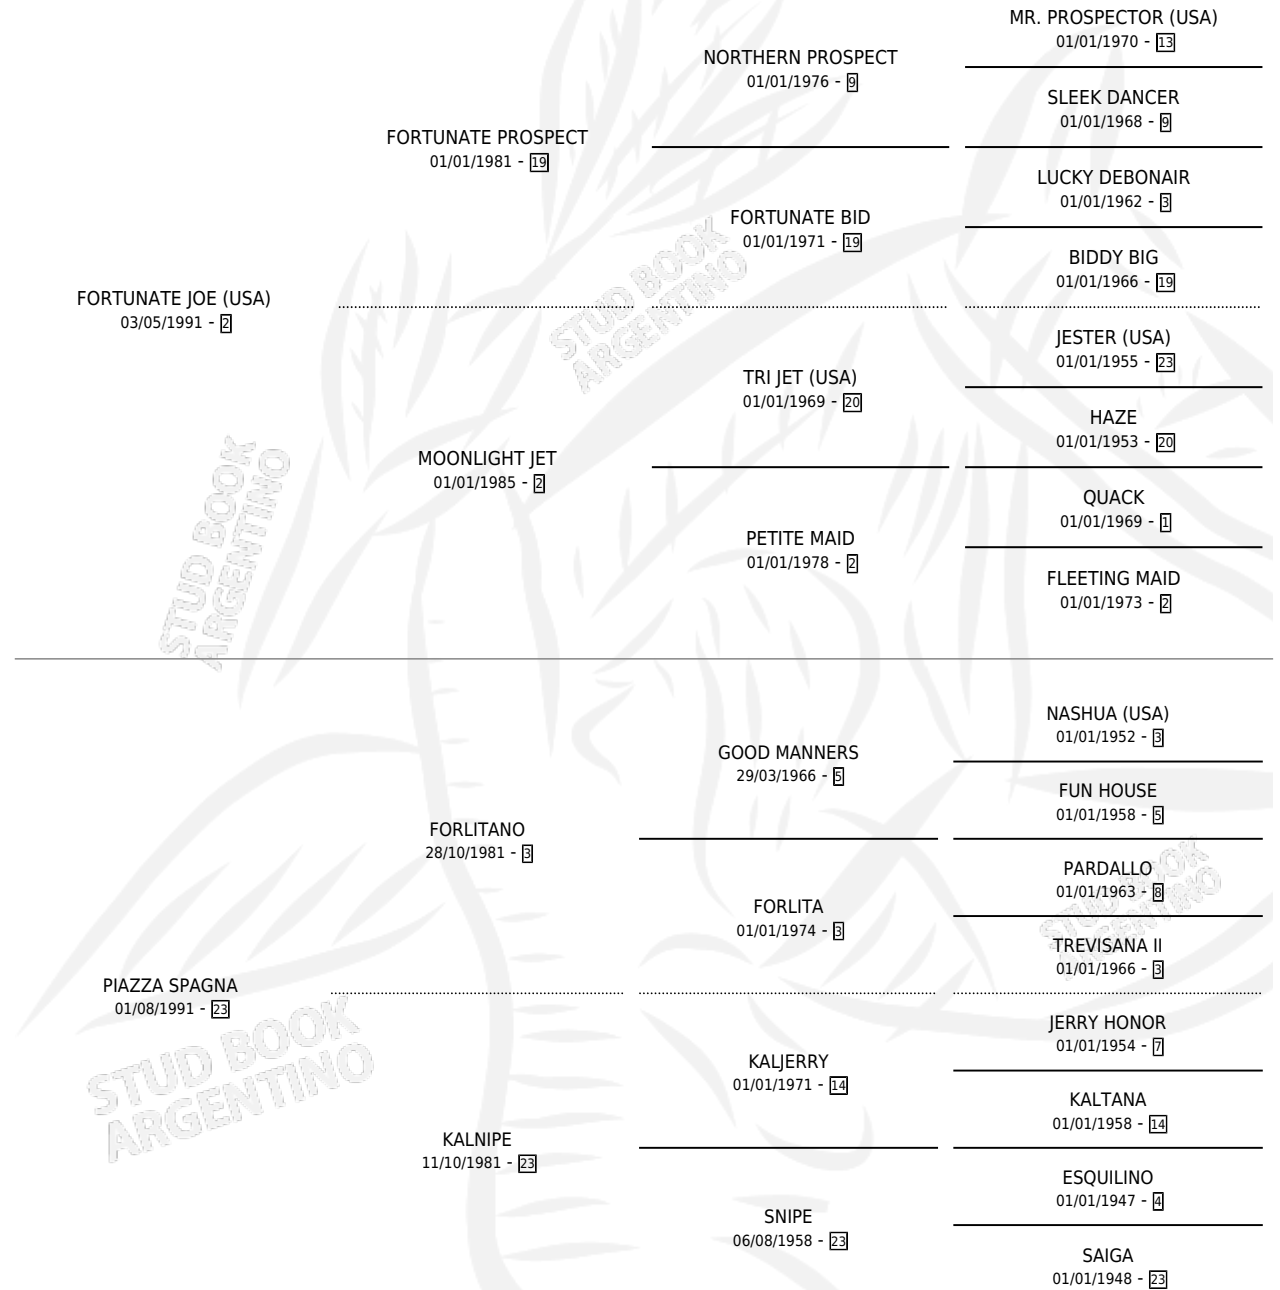 MR. PROSPECTOR (USA)
01/01/1970 - 13
NORTHERN PROSPECT
01/01/1976 - 9
SLEEK DANCER
01/01/1968 - 9
FORTUNATE PROSPECT
01/01/1981 - 19
LUCKY DEBONAIR
01/01/1962 - 3
FORTUNATE BID
01/01/1971 - 19
BIDDY BIG
01/01/1966 - 19
FORTUNATE JOE (USA)
03/05/1991 - 2
JESTER (USA)
01/01/1955 - 23
TRI JET (USA)
01/01/1969 - 20
HAZE
01/01/1953 - 20
MOONLIGHT JET
01/01/1985 - 2
QUACK
01/01/1969 - 1
PETITE MAID
01/01/1978 - 2
FLEETING MAID
01/01/1973 - 2
STUD BOOK
ARGENTINO
STUD BOOK
ARGENTINO
NASHUA (USA)
01/01/1952 - 3
GOOD MANNERS
29/03/1966 - 5
FUN HOUSE
01/01/1958 - 5
FORLITANO
28/10/1981 - 3
PARDALLO
01/01/1963 - 8
FORLITA
01/01/1974 - 3
TREVISANA II
01/01/1966 - 3
STUD BOOK
ARGENTINO
PIAZZA SPAGNA
01/08/1991 - 23
JERRY HONOR
01/01/1954 - 7
KALJERRY
01/01/1971 - 14
KALTANA
01/01/1958 - 14
KALNIPE
11/10/1981 - 23
ESQUILINO
01/01/1947 - 4
SNIPE
06/08/1958 - 23
SAIGA
01/01/1948 - 23
STUD BOOK
ARGENTINO